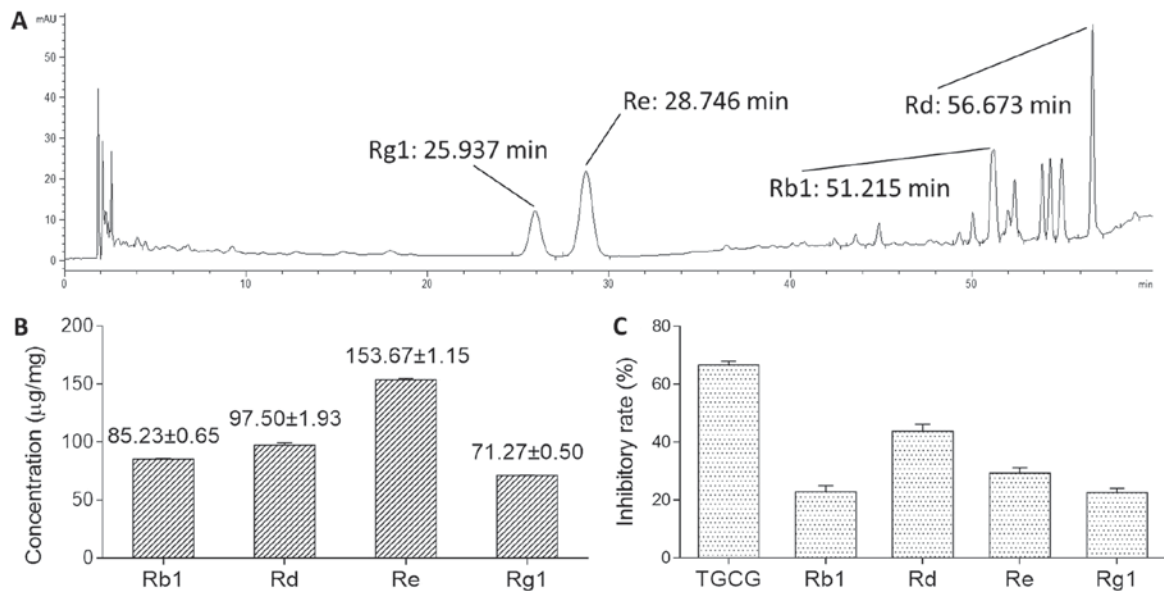 A
mAU
60
50
40
30
20
10
0
Rg1: 25.937 min
Re: 28.746 min
Rd: 56.673 min
Rb1: 51.215 min
0 10 20 30 40 50 min
B
Concentration (µg/mg)
200
150
100
50
0
85.23±0.65
97.50±1.93
153.67±1.15
71.27±0.50
Rb1 Rd Re Rg1
C
Inhibitory rate (%)
80
60
40
20
0
TGCG Rb1 Rd Re Rg1